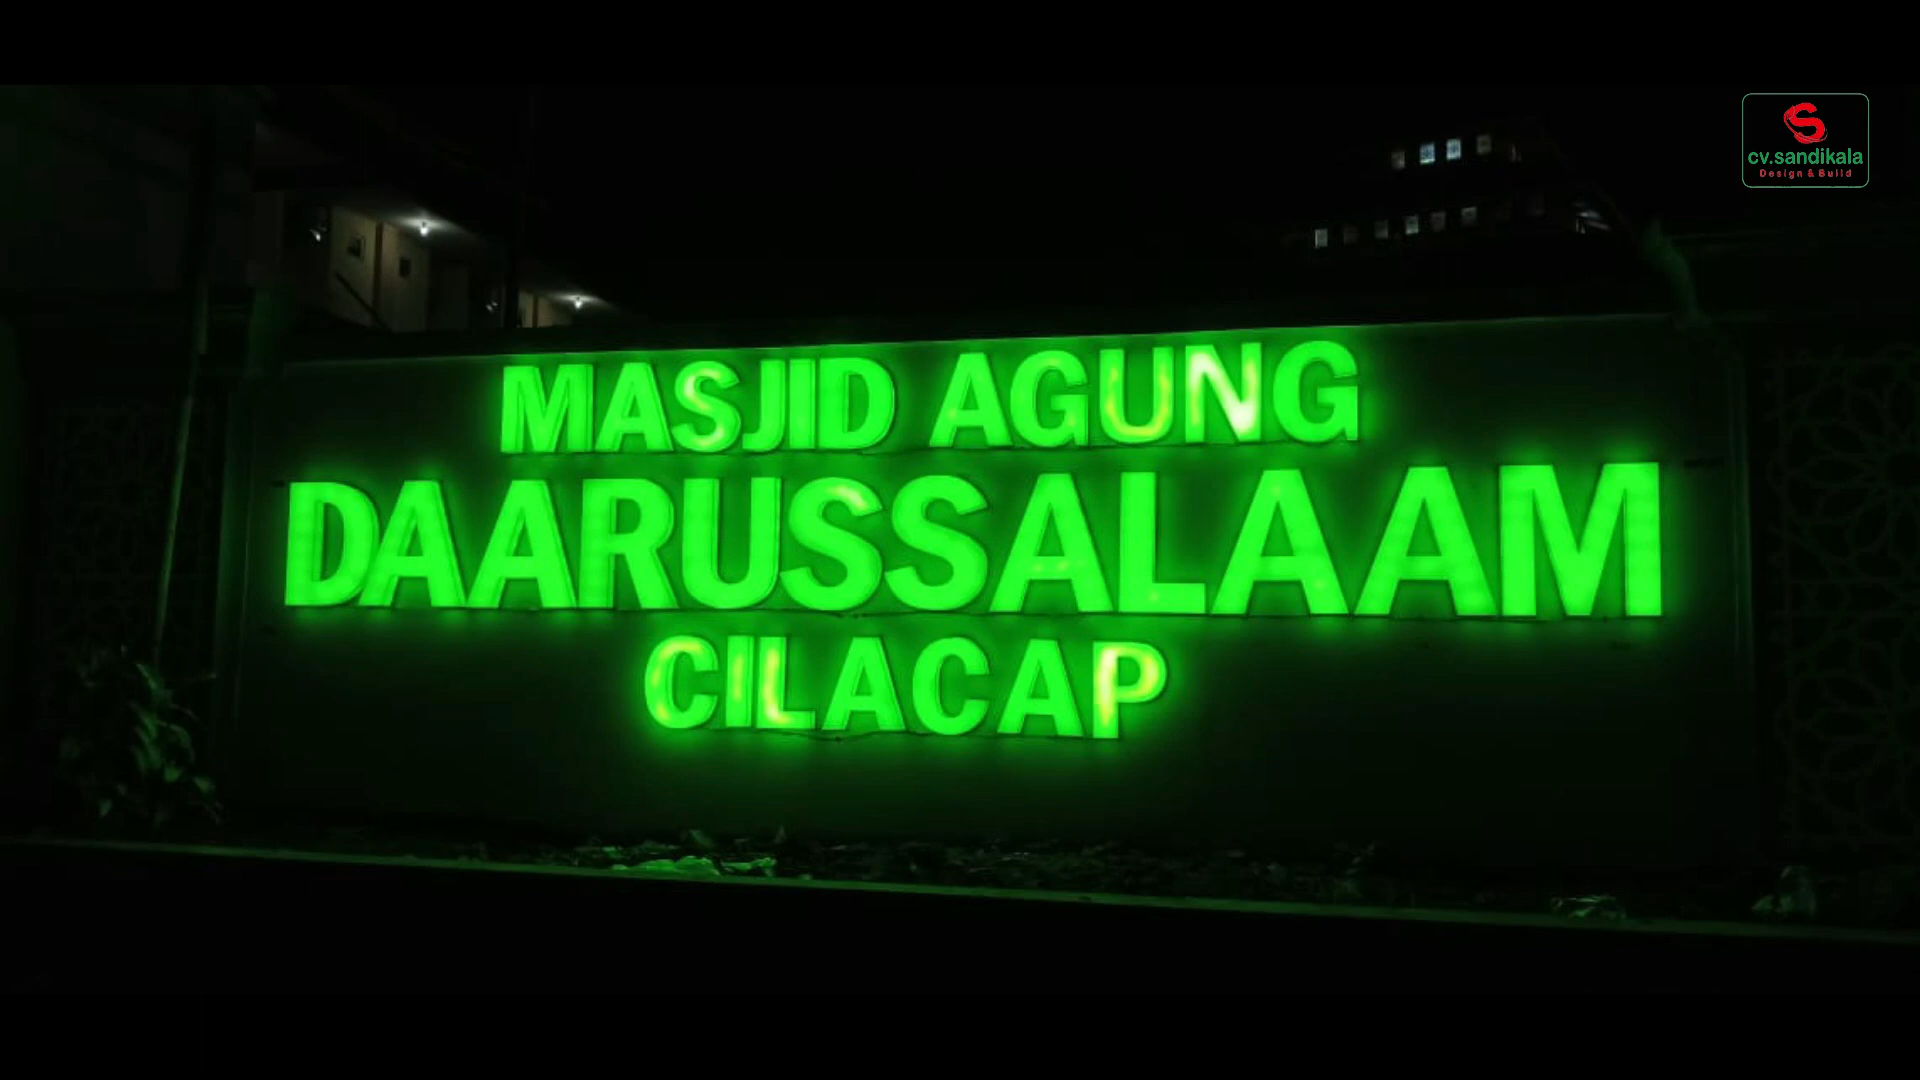 cv.sandikala
Design & Build
MASJID AGUNG
DAARUSSALAAM
CILACAP